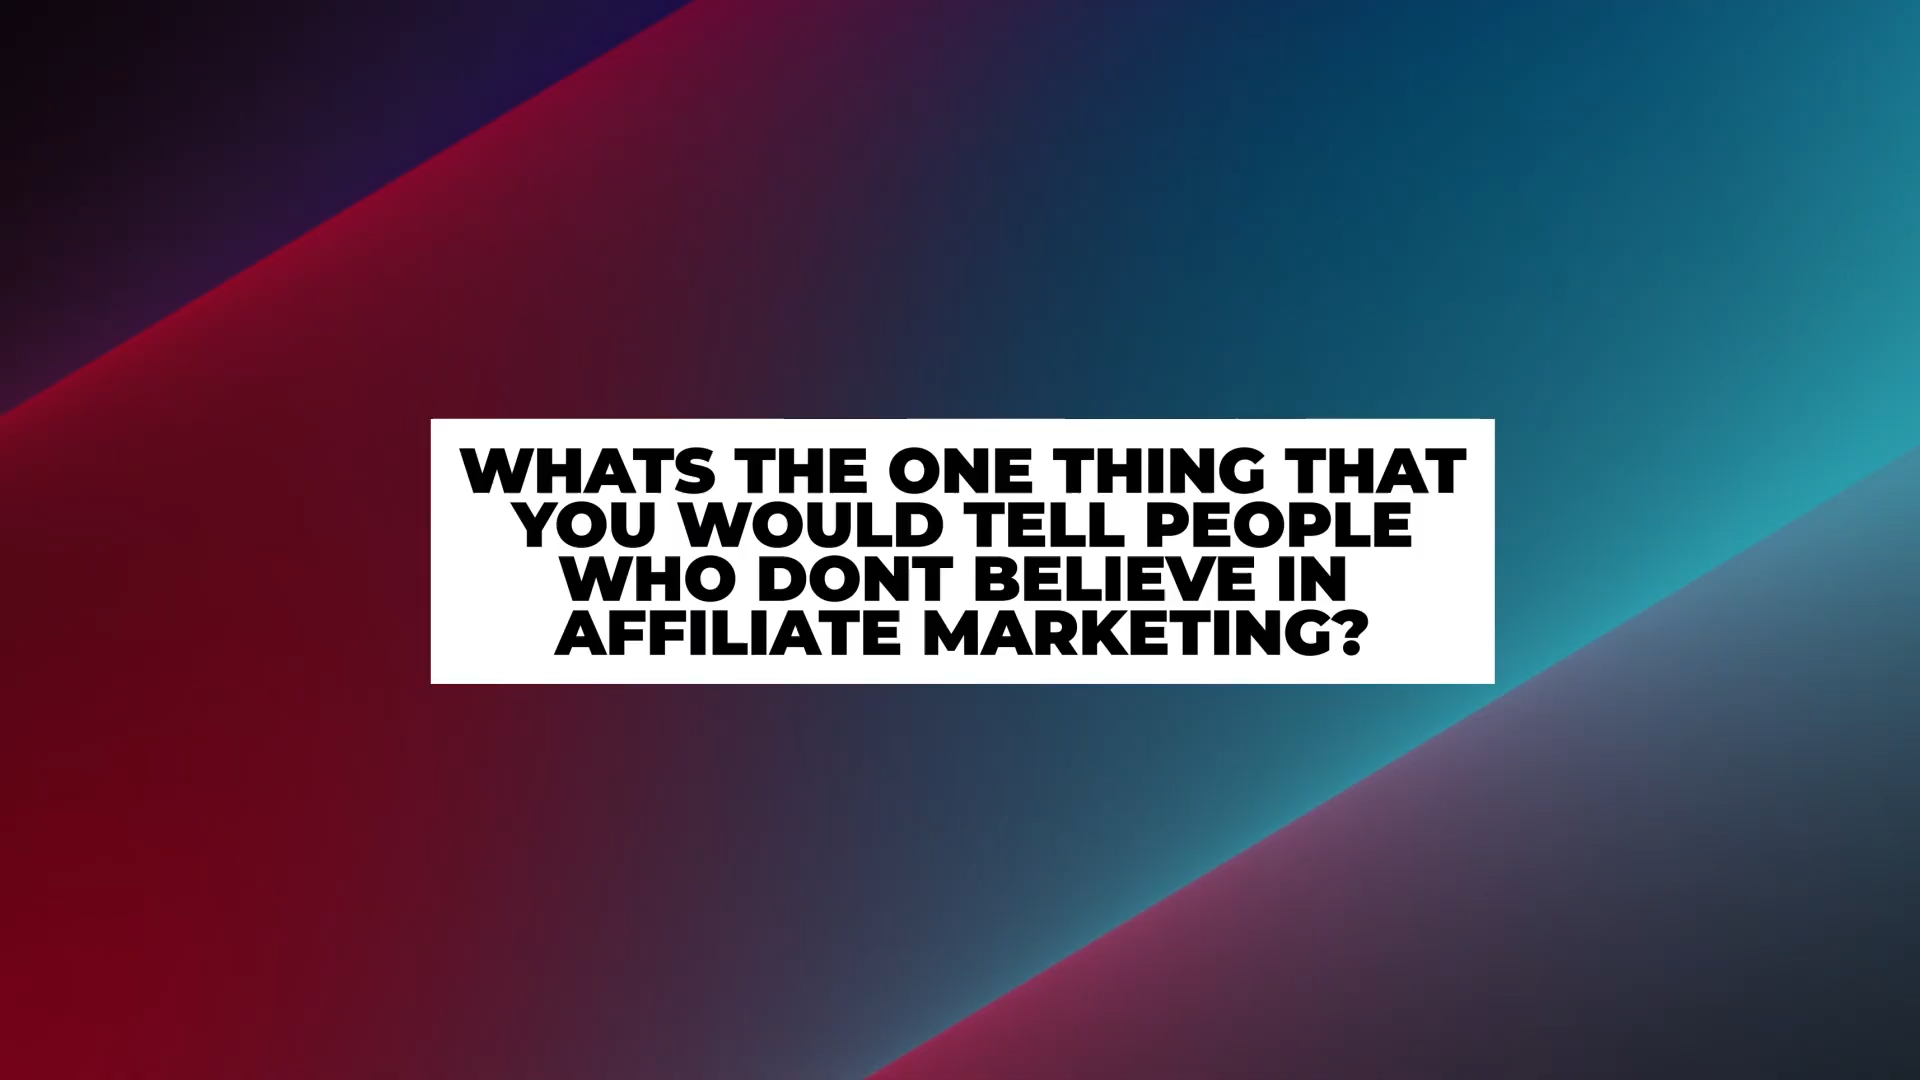 WHATS THE ONE THING THAT
YOU WOULD TELL PEOPLE
WHO DONT BELIEVE IN
AFFILIATE MARKETING?